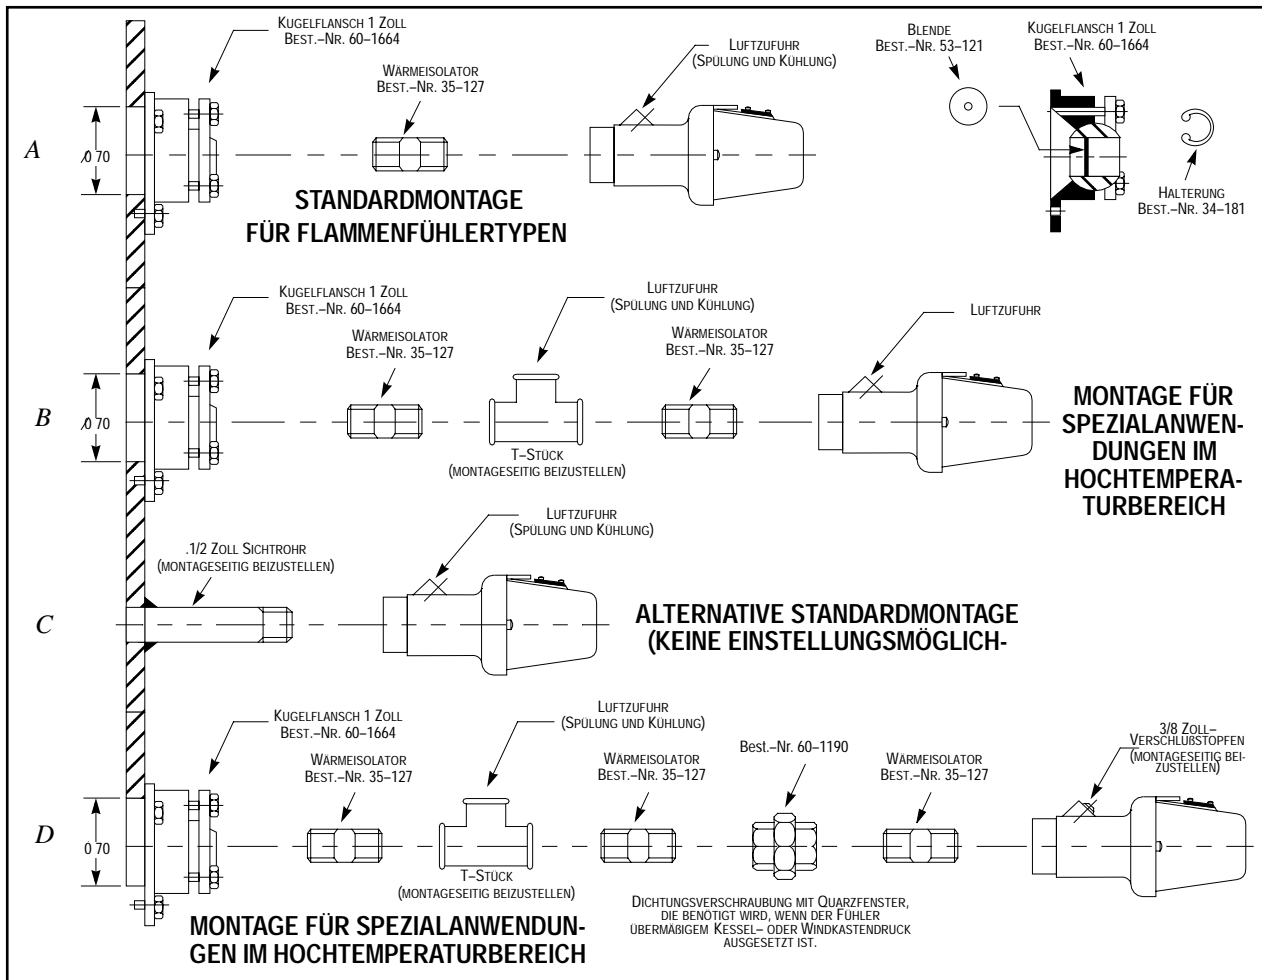 KUGELFLANSCH 1 ZOLL
BEST.–NR. 60–1664
WÄRMEISOLATOR
BEST.–NR. 35–127
LUFTZUFUHR
(SPÜLUNG UND KÜHLUNG)
BLENDE
BEST.–NR. 53–121
KUGELFLANSCH 1 ZOLL
BEST.–NR. 60–1664
HALTERUNG
BEST.–NR. 34–181
A
Ø 70
STANDARDMONTAGE
FÜR FLAMMENFÜHLERTYPEN
KUGELFLANSCH 1 ZOLL
BEST.–NR. 60–1664
WÄRMEISOLATOR
BEST.–NR. 35–127
LUFTZUFUHR
(SPÜLUNG UND KÜHLUNG)
WÄRMEISOLATOR
BEST.–NR. 35–127
LUFTZUFUHR
B
Ø 70
T–STÜCK
(MONTAGESEITIG BEIZUSTELLEN)
MONTAGE FÜR
SPEZIALANWEN-
DUNGEN IM
HOCHTEMPERA-
TURBEREICH
.1/2 ZOLL SICHTROHR
(MONTAGESEITIG BEIZUSTELLEN)
LUFTZUFUHR
(SPÜLUNG UND KÜHLUNG)
C
ALTERNATIVE STANDARDMONTAGE
(KEINE EINSTELLUNGSMÖGLICH-
KUGELFLANSCH 1 ZOLL
BEST.–NR. 60–1664
WÄRMEISOLATOR
BEST.–NR. 35–127
LUFTZUFUHR
(SPÜLUNG UND KÜHLUNG)
WÄRMEISOLATOR
BEST.–NR. 35–127
Best.–Nr. 60–1190
WÄRMEISOLATOR
BEST.–NR. 35–127
3/8 ZOLL–
VERSCHLUßSTOPFEN
(MONTAGESEITIG BEI-
ZUSTELLEN)
D
0 70
T–STÜCK
(MONTAGESEITIG BEIZUSTELLEN)
DICHTUNGSVERSCHRAUBUNG MIT QUARZFENSTER,
DIE BENÖTIGT WIRD, WENN DER FÜHLER
ÜBERMÄßIGEM KESSEL– ODER WINDKASTENDRUCK
AUSGESETZT IST.
MONTAGE FÜR SPEZIALANWENDUN-
GEN IM HOCHTEMPERATURBEREICH